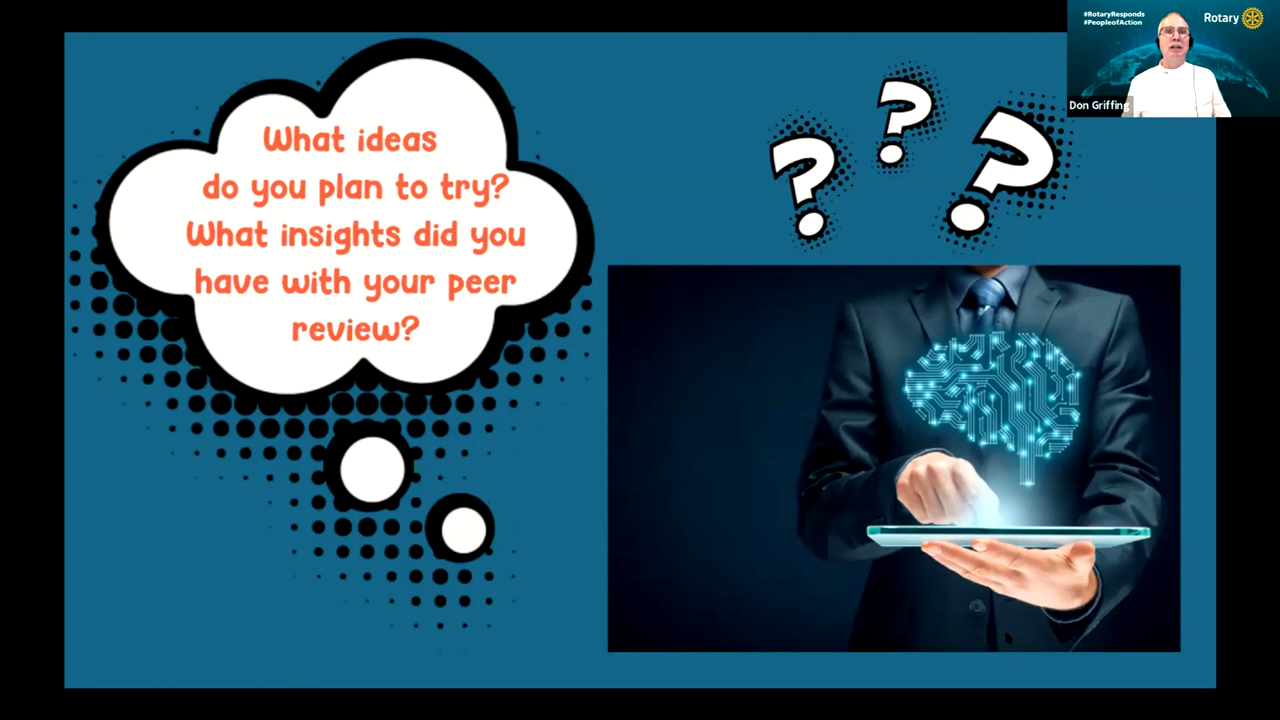 What ideas
do you plan to try?
What insights did you
have with your peer
review?
? ? ?
#RotaryResponds
#PeopleofAction
Rotary
Don Griffing